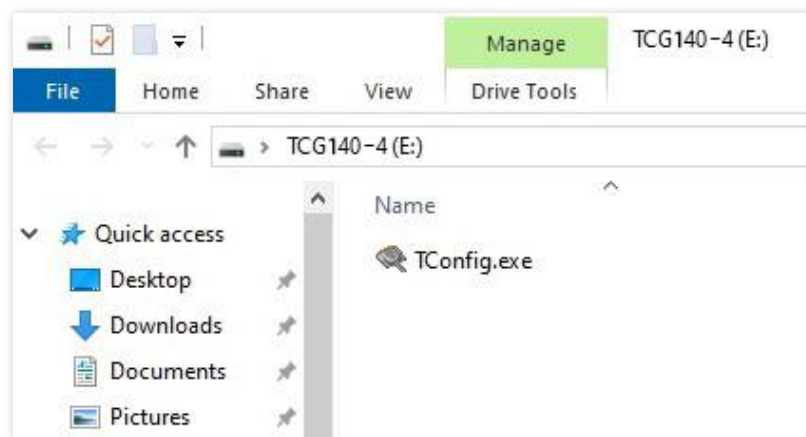 Manage TCG140-4 (E:)
File Home Share View Drive Tools
TCG140-4 (E:)
Name
Quick access
TConfig.exe
Desktop
Downloads
Documents
Pictures